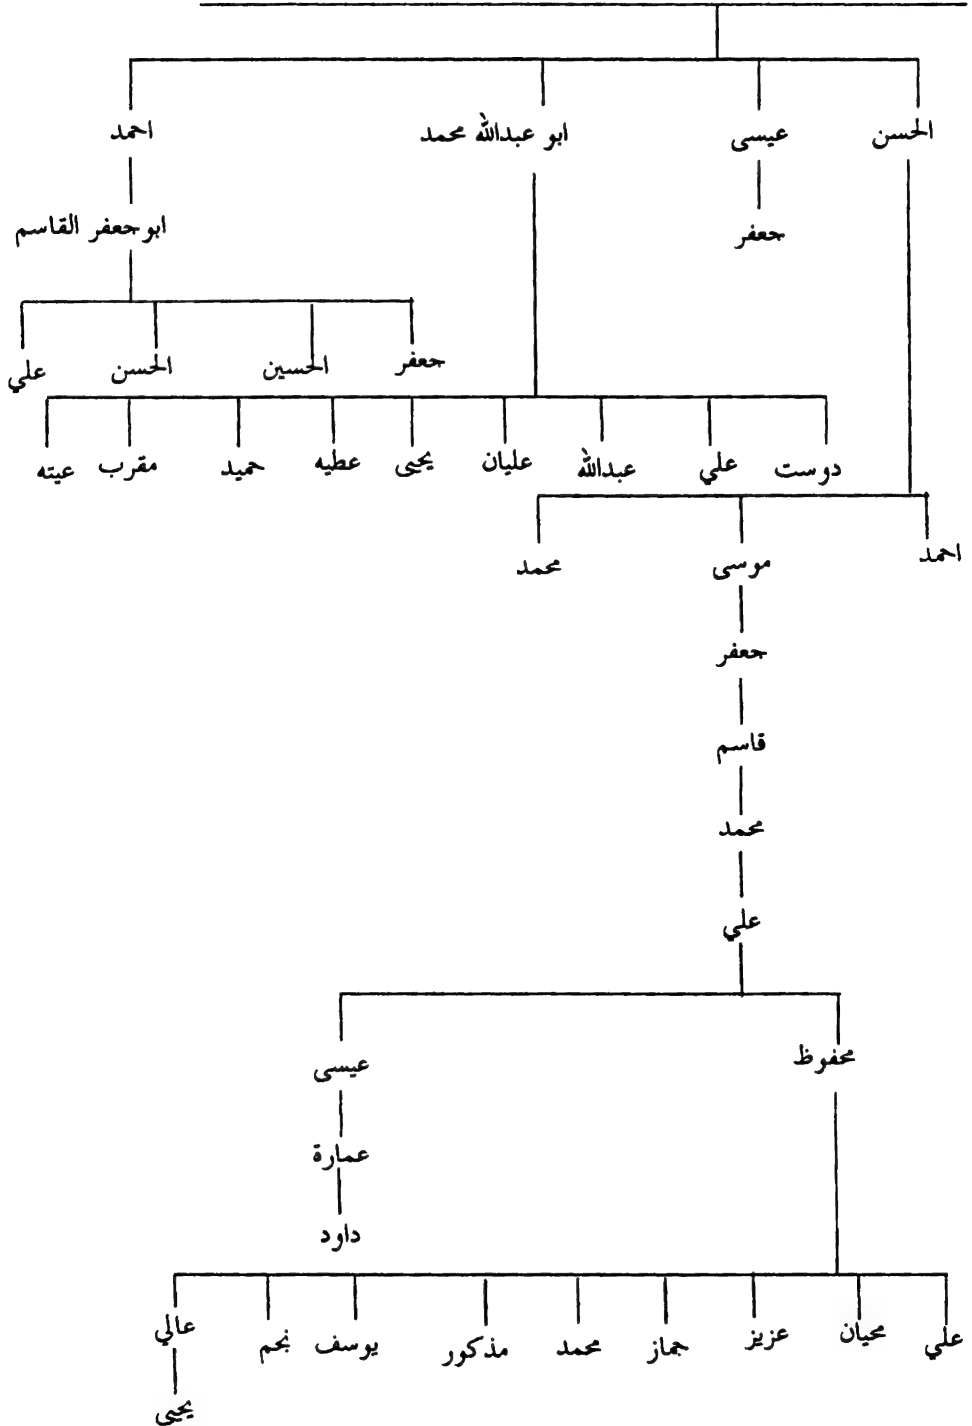 الحسن عيسى ابو عبدالله محمد احمد
جعفر ابوجعفر القاسم
جعفر الحسين الحسن علي
دوست علي عبدالله عليان يحيى عطيه حميد مقرب عيته
احمد موسى محمد
جعفر
قاسم
محمد
علي
محفوظ عيسى
عمارة
داود
علي محيان عزيز جماز محمد مذكور يوسف نجم عالي
يحيى